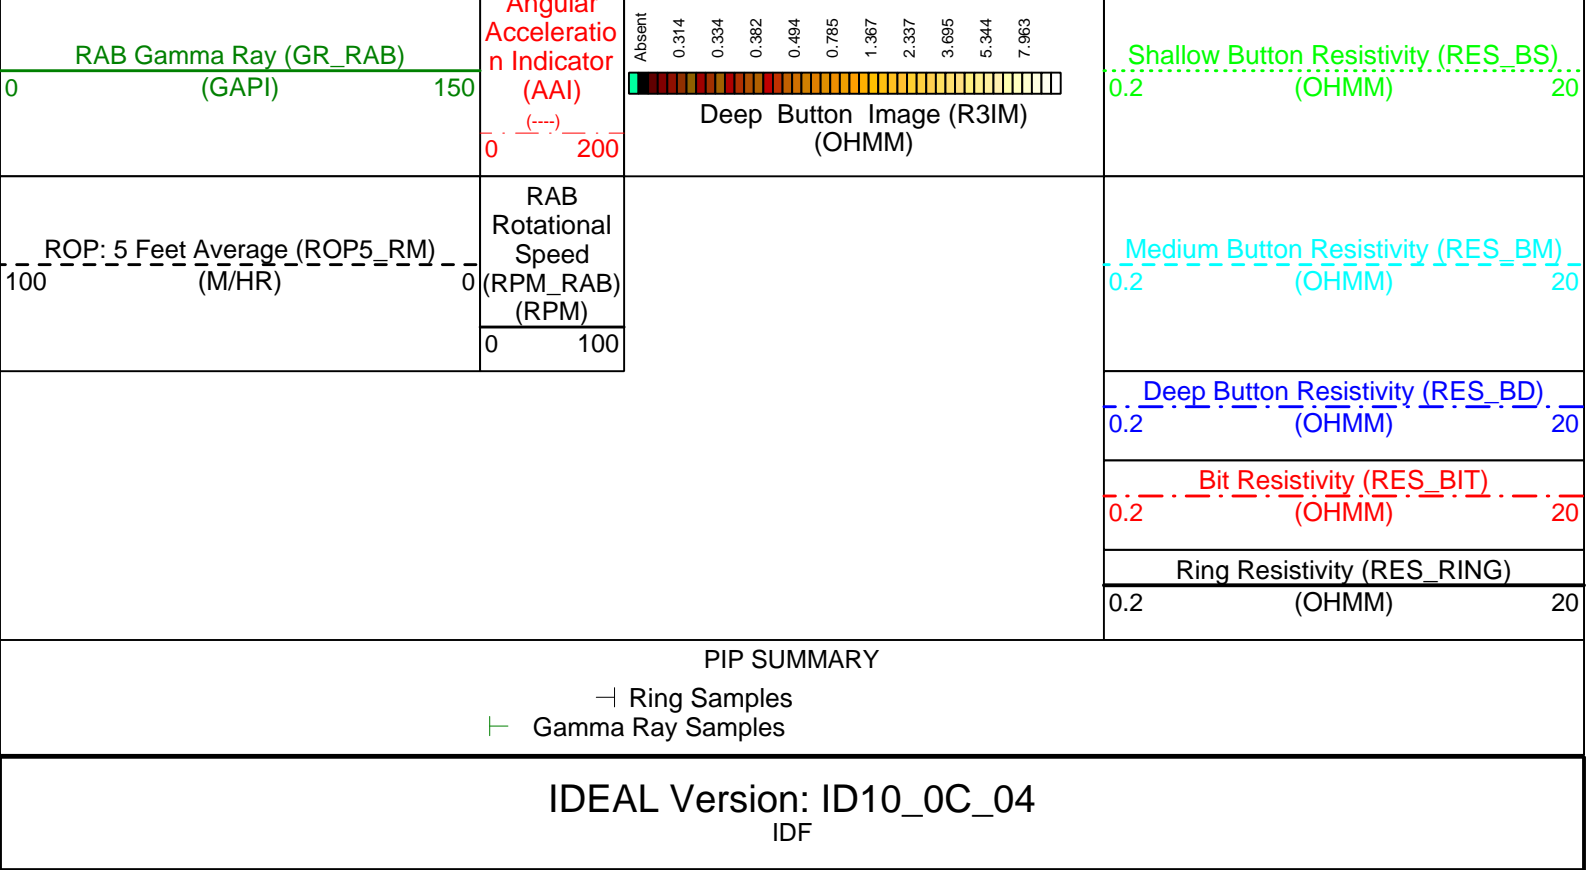 Angular
Acceleratio
n Indicator
(AAI)
(----)
0 200
RAB Gamma Ray (GR_RAB)
0 (GAPI) 150
Absent 0.314 0.334 0.382 0.494 0.785 1.367 2.337 3.695 5.344 7.963
Deep Button Image (R3IM)
(OHMM)
Shallow Button Resistivity (RES_BS)
0.2 (OHMM) 20
ROP: 5 Feet Average (ROP5_RM)
100 (M/HR) 0
RAB
Rotational
Speed
(RPM_RAB)
(RPM)
0 100
Medium Button Resistivity (RES_BM)
0.2 (OHMM) 20
Deep Button Resistivity (RES_BD)
0.2 (OHMM) 20
Bit Resistivity (RES_BIT)
0.2 (OHMM) 20
Ring Resistivity (RES_RING)
0.2 (OHMM) 20
PIP SUMMARY
Ring Samples
Gamma Ray Samples
IDEAL Version: ID10_0C_04
IDF